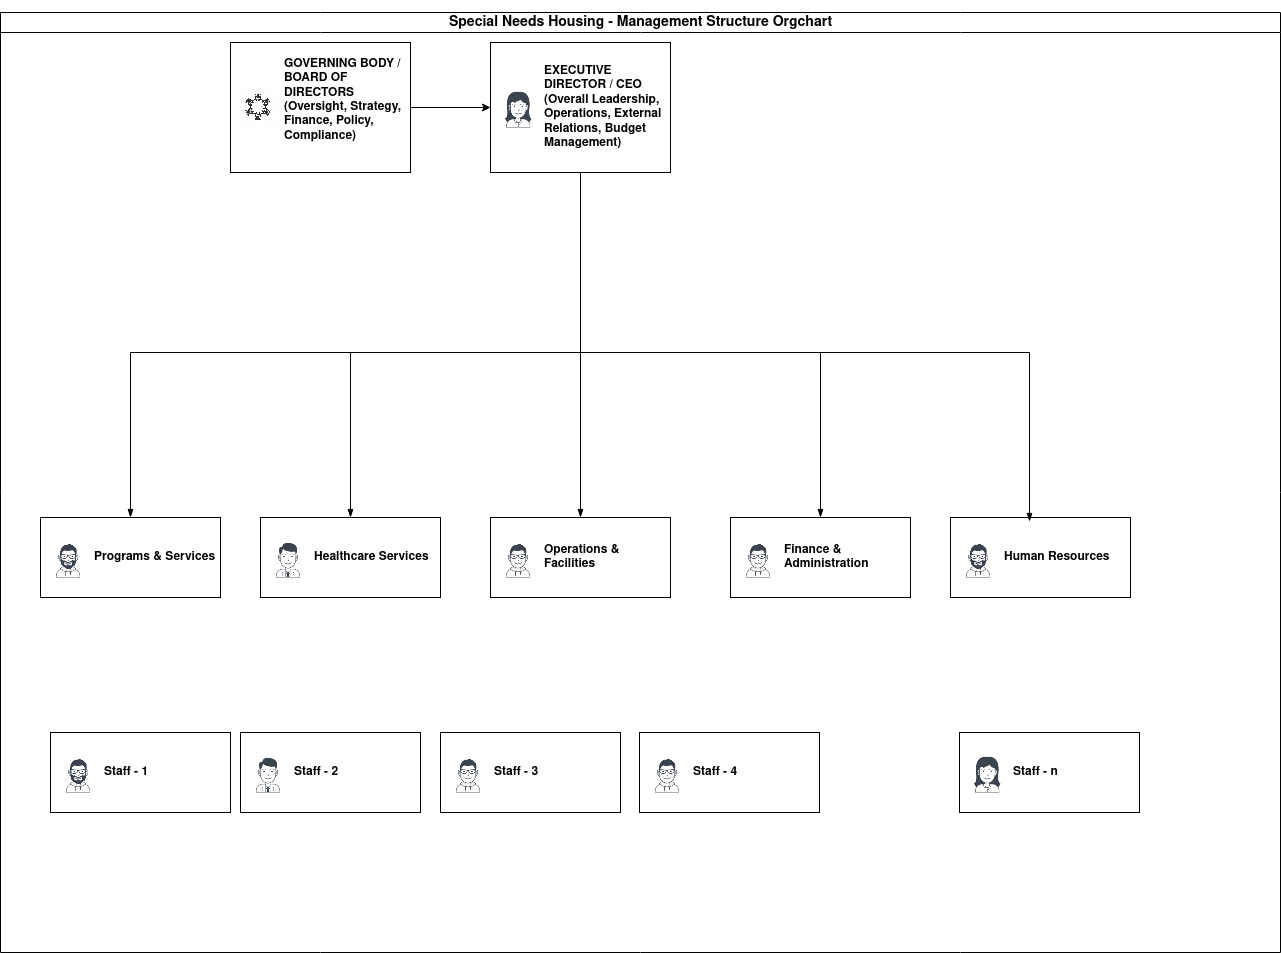 Special Needs Housing - Management Structure Orgchart
GOVERNING BODY /
BOARD OF
DIRECTORS
(Oversight, Strategy,
Finance, Policy,
Compliance)
EXECUTIVE
DIRECTOR / CEO
(Overall Leadership,
Operations, External
Relations, Budget
Management)
Programs & Services
Healthcare Services
Operations &
Facilities
Finance &
Administration
Human Resources
Staff - 1
Staff - 2
Staff - 3
Staff - 4
Staff - n